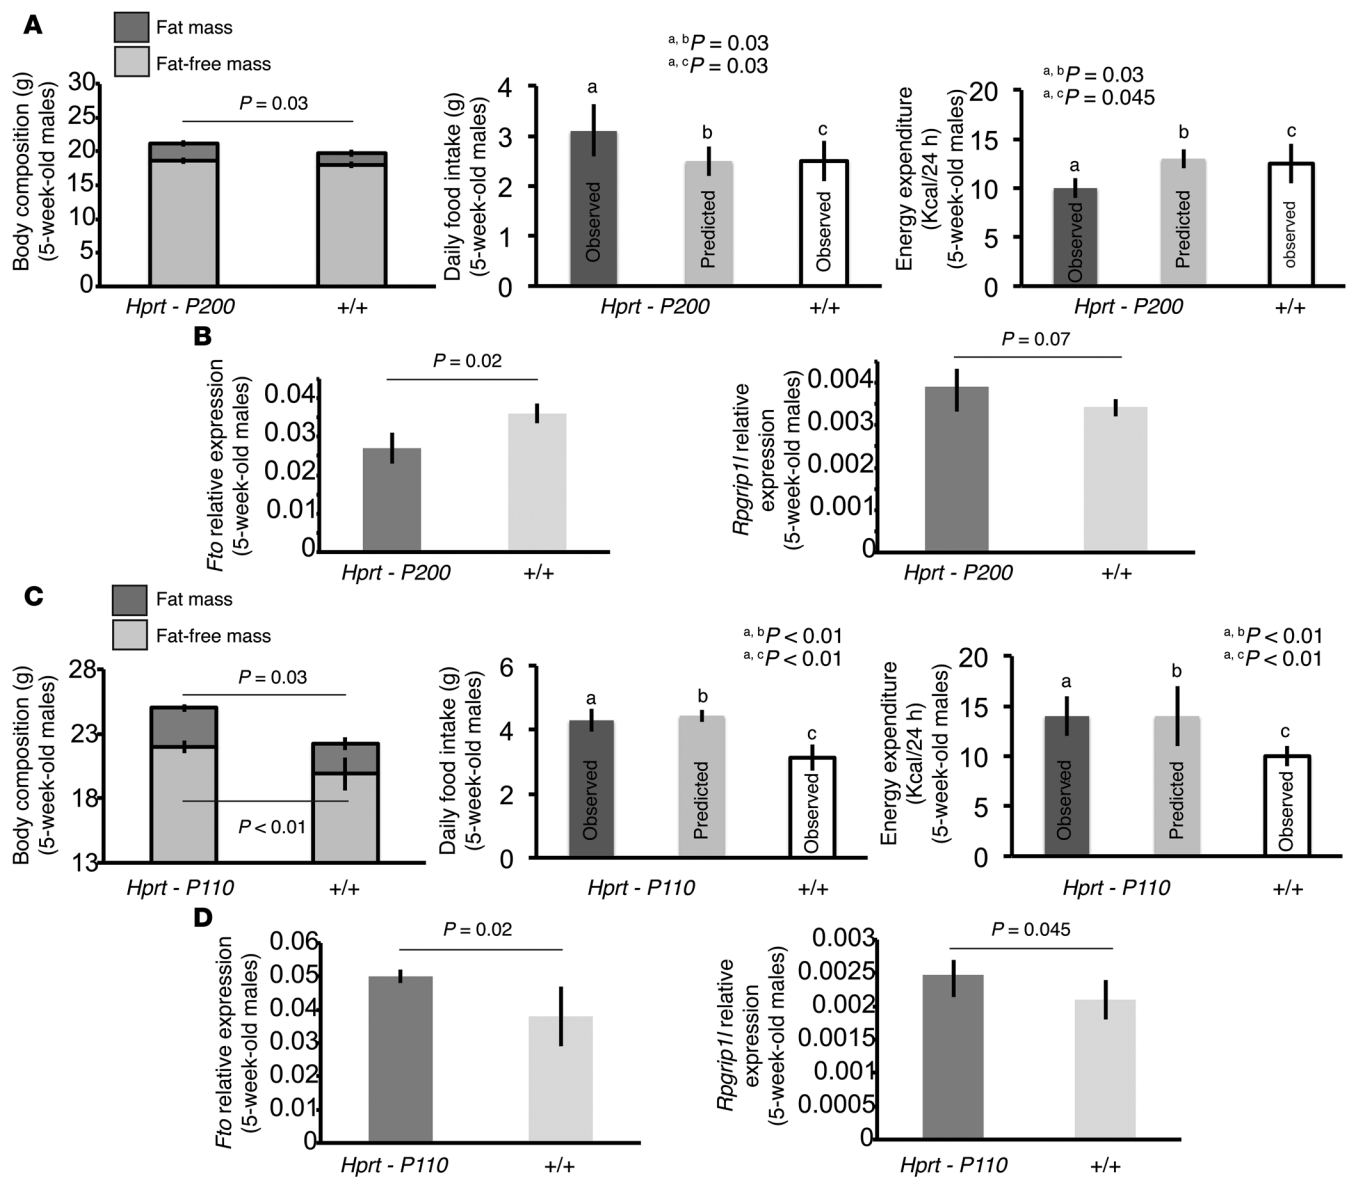 A
Fat mass
Fat-free mass
Body composition (g)
(5-week-old males)
30
25
20
15
10
5
0
P = 0.03
Hprt - P200
+/+
Daily food intake (g)
(5-week-old males)
4
3
2
1
0
a, b P = 0.03
a, c P = 0.03
a
b
c
Observed
Predicted
Observed
Hprt - P200
+/+
Energy expenditure
(Kcal/24 h)
(5-week-old males)
20
15
10
5
0
a, b P = 0.03
a, c P = 0.045
a
b
c
Observed
Predicted
observed
Hprt - P200
+/+
B
Fto relative expression
(5-week-old males)
0.04
0.03
0.02
0.01
0
P = 0.02
Hprt - P200
+/+
Rpgrip1l relative
expression
(5-week-old males)
0.004
0.003
0.002
0.001
0
P = 0.07
Hprt - P200
+/+
C
Fat mass
Fat-free mass
Body composition (g)
(5-week-old males)
28
23
18
13
P = 0.03
P < 0.01
Hprt - P110
+/+
Daily food intake (g)
(5-week-old males)
6
4
2
0
a, b P < 0.01
a, c P < 0.01
a
b
c
Observed
Predicted
Observed
Hprt - P110
+/+
Energy expenditure
(Kcal/24 h)
(5-week-old males)
20
15
10
5
0
a, b P < 0.01
a, c P < 0.01
a
b
c
Observed
Predicted
Observed
Hprt - P110
+/+
D
Fto relative expression
(5-week-old males)
0.06
0.05
0.04
0.03
0.02
0.01
0
P = 0.02
Hprt - P110
+/+
Rpgrip1l relative
expression
(5-week-old males)
0.003
0.0025
0.002
0.0015
0.001
0.0005
0
P = 0.045
Hprt - P110
+/+